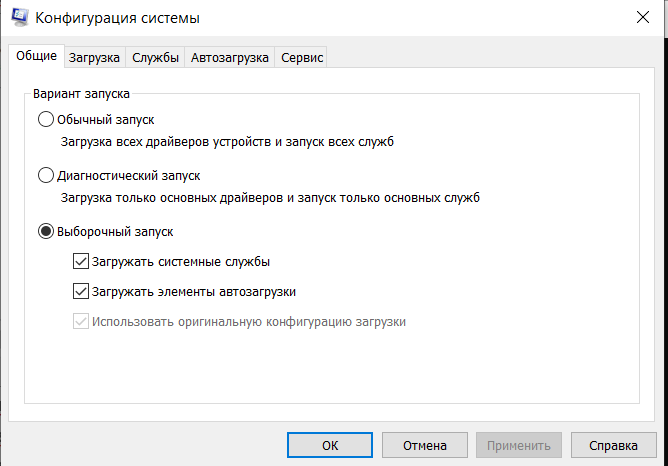 Конфигурация системы
Общие Загрузка Службы Автозагрузка Сервис
Вариант запуска
Обычный запуск
Загрузка всех драйверов устройств и запуск всех служб
Диагностический запуск
Загрузка только основных драйверов и запуск только основных служб
Выборочный запуск
Загружать системные службы
Загружать элементы автозагрузки
Использовать оригинальную конфигурацию загрузки
ОК Отмена Применить Справка